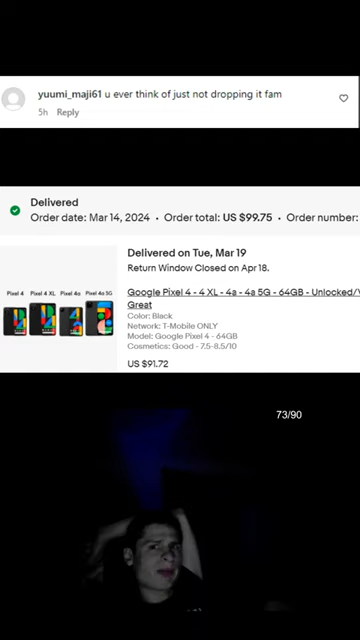 yuumi_maji61 u ever think of just not dropping it fam
5h Reply
Delivered
Order date: Mar 14, 2024 • Order total: US $99.75 • Order number:
Delivered on Tue, Mar 19
Return Window Closed on Apr 18.
Pixel 4 Pixel 4 XL Pixel 4a Pixel 4a 5G
Google Pixel 4 - 4 XL - 4a - 4a 5G - 64GB - Unlocked/V
Great
Color: Black
Network: T-Mobile ONLY
Model: Google Pixel 4 - 64GB
Cosmetics: Good - 7.5-8.5/10
US $91.72
73/90